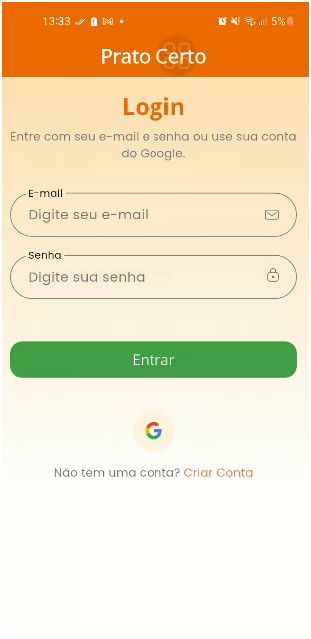 13:33 5%
Prato Certo
Login
Entre com seu e-mail e senha ou use sua conta
do Google.
E-mail
Digite seu e-mail
Senha
Digite sua senha
Entrar
Não tem uma conta? Criar Conta